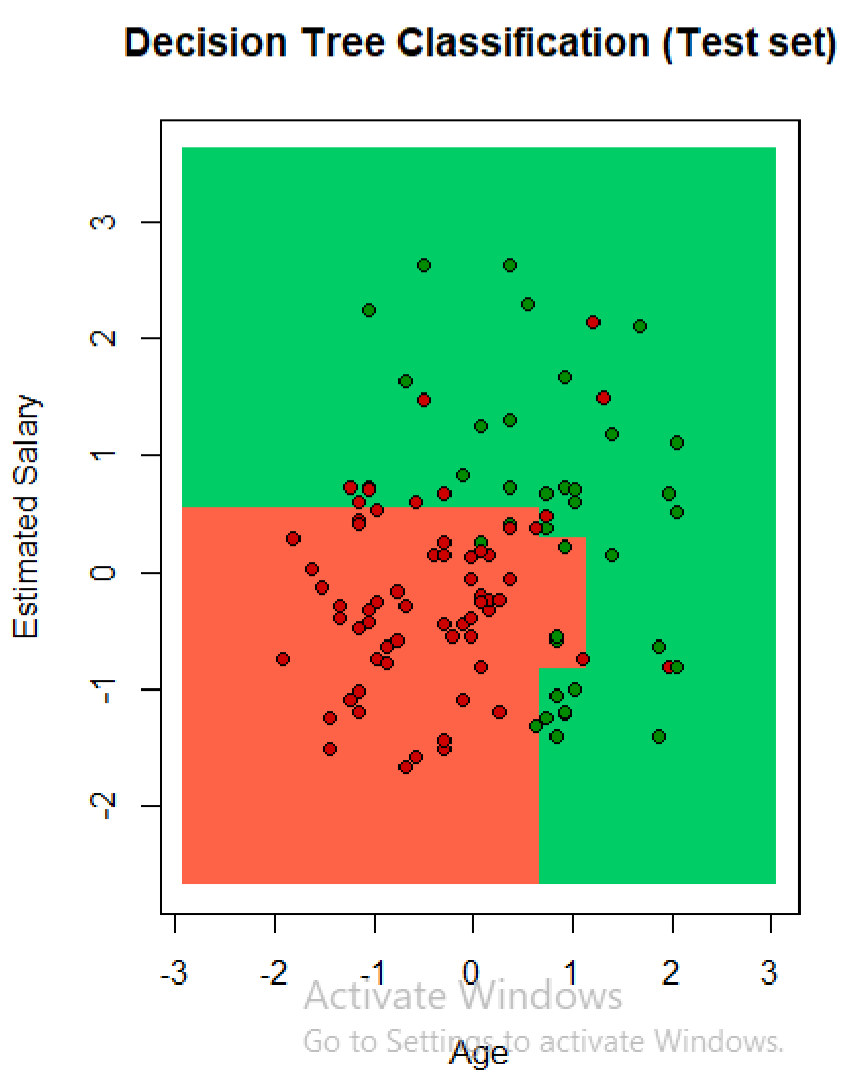 Decision Tree Classification (Test set)
Estimated Salary
3
2
1
0
-1
-2
-3 -2 -1 0 1 2 3
Activate Windows
Go to Settings to activate Windows.
Age